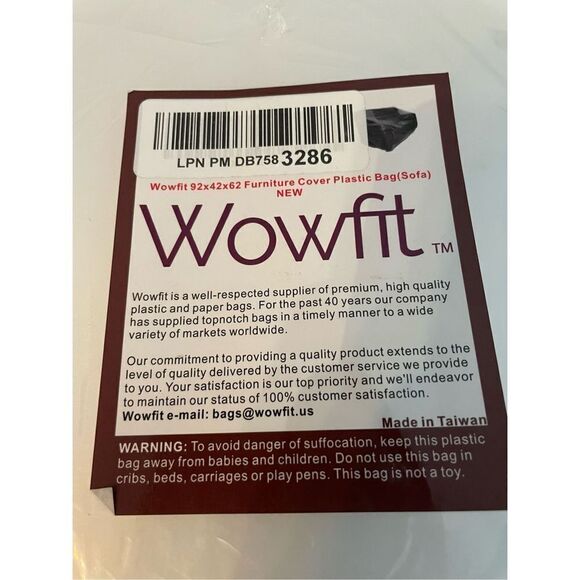 LPN PM DB758 3286
Wowfit 92x42x62 Furniture Cover Plastic Bag(Sofa)
NEW
Wowfit TM
Wowfit is a well-respected supplier of premium, high quality
plastic and paper bags. For the past 40 years our company
has supplied topnotch bags in a timely manner to a wide
variety of markets worldwide.
Our commitment to providing a quality product extends to the
level of quality delivered by the customer service we provide
to you. Your satisfaction is our top priority and we'll endeavor
to maintain our status of 100% customer satisfaction.
Wowfit e-mail: bags@wowfit.us
Made in Taiwan
WARNING: To avoid danger of suffocation, keep this plastic
bag away from babies and children. Do not use this bag in
cribs, beds, carriages or play pens. This bag is not a toy.